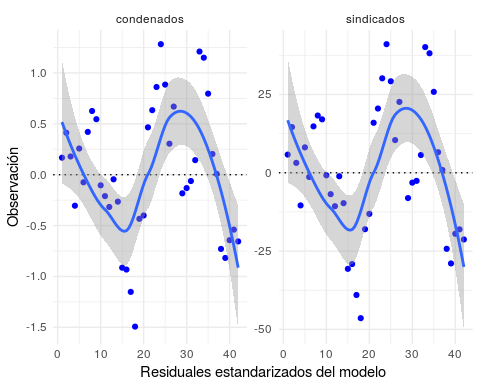 condenados sindicados
Observación
1.0
0.5
0.0
-0.5
-1.0
-1.5
25
0
-25
-50
0 10 20 30 40 0 10 20 30 40
Residuales estandarizados del modelo